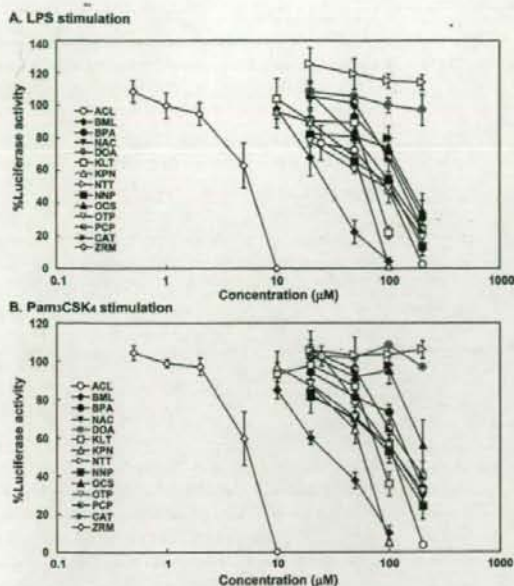 A. LPS stimulation
140
120
100
80
60
40
20
0
%Luciferase activity
ACL
BML
BPA
NAC
DOA
KLT
KPN
NTT
NNP
OCS
OTP
PCP
CAT
ZRM
0.1 1 10 100 1000
Concentration (μM)
B. Pam3CSK4 stimulation
120
100
80
60
40
20
0
%Luciferase activity
ACL
BML
BPA
NAC
DOA
KLT
KPN
NTT
NNP
OCS
OTP
PCP
CAT
ZRM
0.1 1 10 100 1000
Concentration (μM)